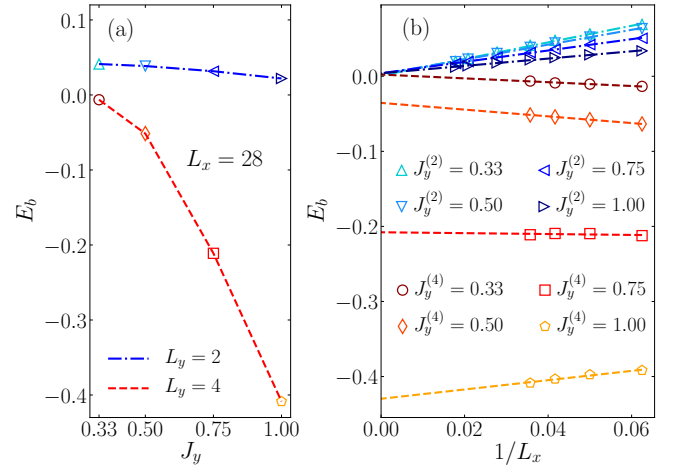 (a)
E_b
0.1
0.0
−0.1
−0.2
−0.3
−0.4
L_x = 28
L_y = 2
L_y = 4
0.33 0.50 0.75 1.00
J_y
(b)
E_b
0.1
0.0
−0.1
−0.2
−0.3
−0.4
J_y^{(2)} = 0.33 J_y^{(2)} = 0.75
J_y^{(2)} = 0.50 J_y^{(2)} = 1.00
J_y^{(4)} = 0.33 J_y^{(4)} = 0.75
J_y^{(4)} = 0.50 J_y^{(4)} = 1.00
0.00 0.02 0.04 0.06
1/L_x